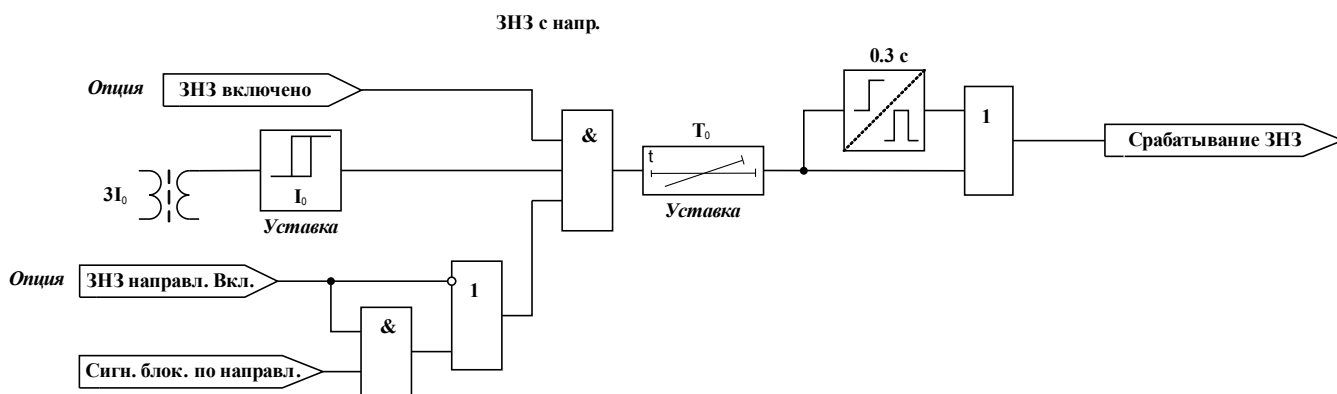 ЗНЗ с напр.
0.3 с
Опция
ЗНЗ включено
&
T₀
1
t
Срабатывание ЗНЗ
3I₀
I₀
Уставка
Уставка
Опция
ЗНЗ направл. Вкл.
1
&
Сигн. блок. по направл.